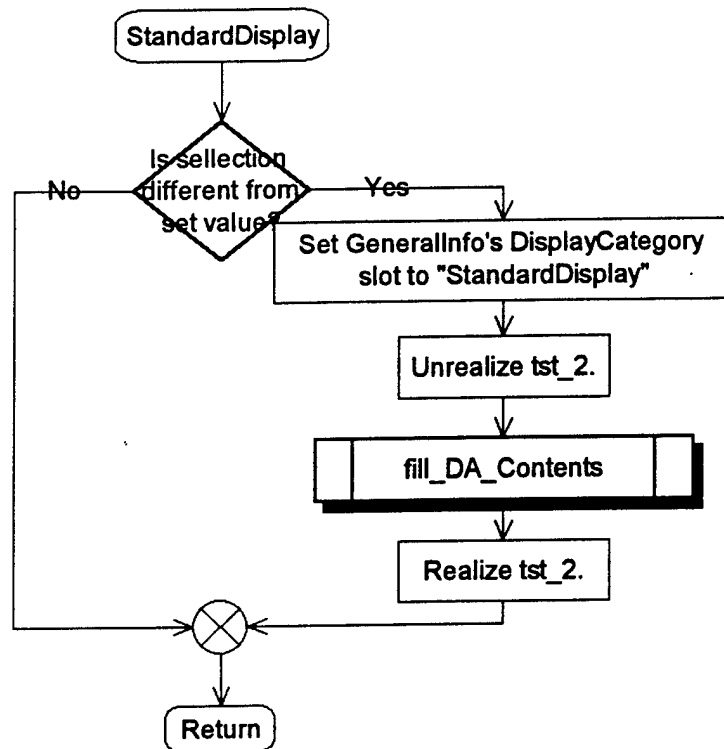 StandardDisplay
Is sellection
different from
set value?
No
Yes
Set GeneralInfo's DisplayCategory
slot to "StandardDisplay"
Unrealize tst_2.
fill_DA_Contents
Realize tst_2.
Return